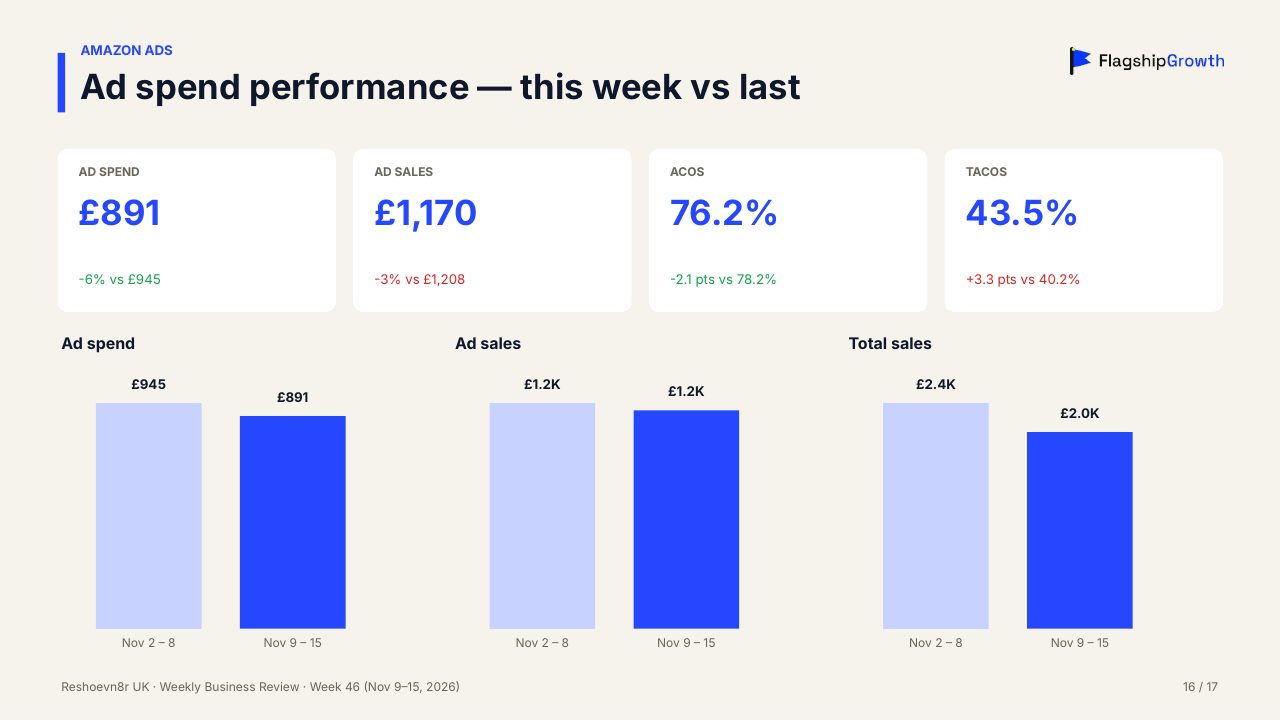 AMAZON ADS
Ad spend performance — this week vs last
FlagshipGrowth
AD SPEND
£891
-6% vs £945
AD SALES
£1,170
-3% vs £1,208
ACOS
76.2%
-2.1 pts vs 78.2%
TACOS
43.5%
+3.3 pts vs 40.2%
Ad spend
£945
£891
Nov 2 – 8
Nov 9 – 15
Ad sales
£1.2K
£1.2K
Nov 2 – 8
Nov 9 – 15
Total sales
£2.4K
£2.0K
Nov 2 – 8
Nov 9 – 15
Reshoevn8r UK · Weekly Business Review · Week 46 (Nov 9–15, 2026)
16 / 17